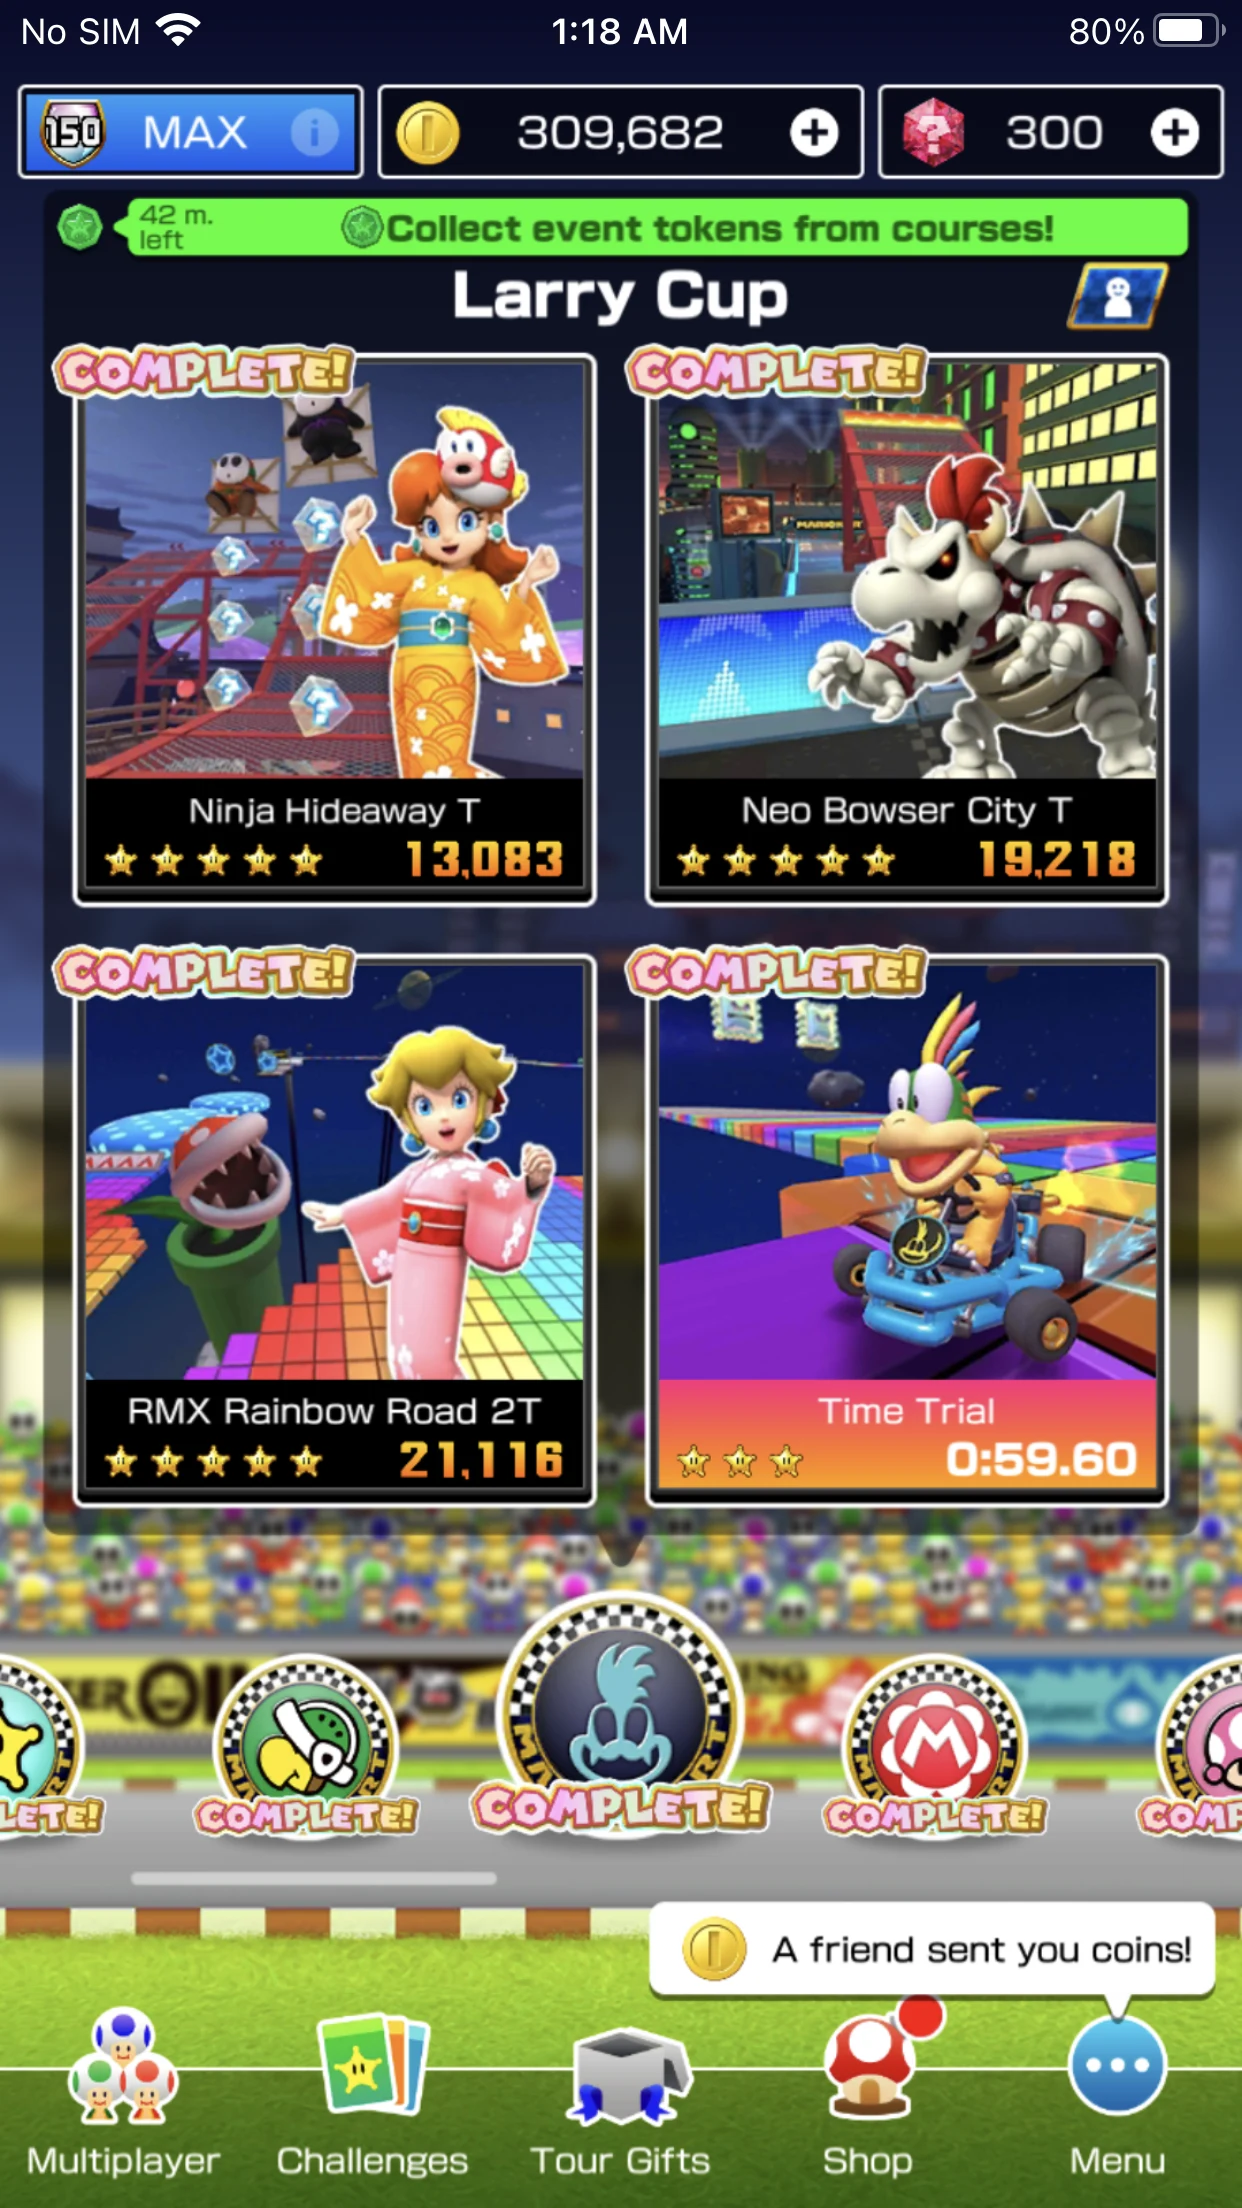 No SIM 1:18 AM 80%
150 MAX i 309,682 + ? 300 +
42 m.
left
Collect event tokens from courses!
Larry Cup
COMPLETE! COMPLETE!
MARIO KART
Ninja Hideaway T Neo Bowser City T
13,083 19,218
COMPLETE! COMPLETE!
RMX Rainbow Road 2T Time Trial
21,116 0:59.60
COMPLETE! COMPLETE! COMPLETE!
A friend sent you coins!
Multiplayer Challenges Tour Gifts Shop Menu